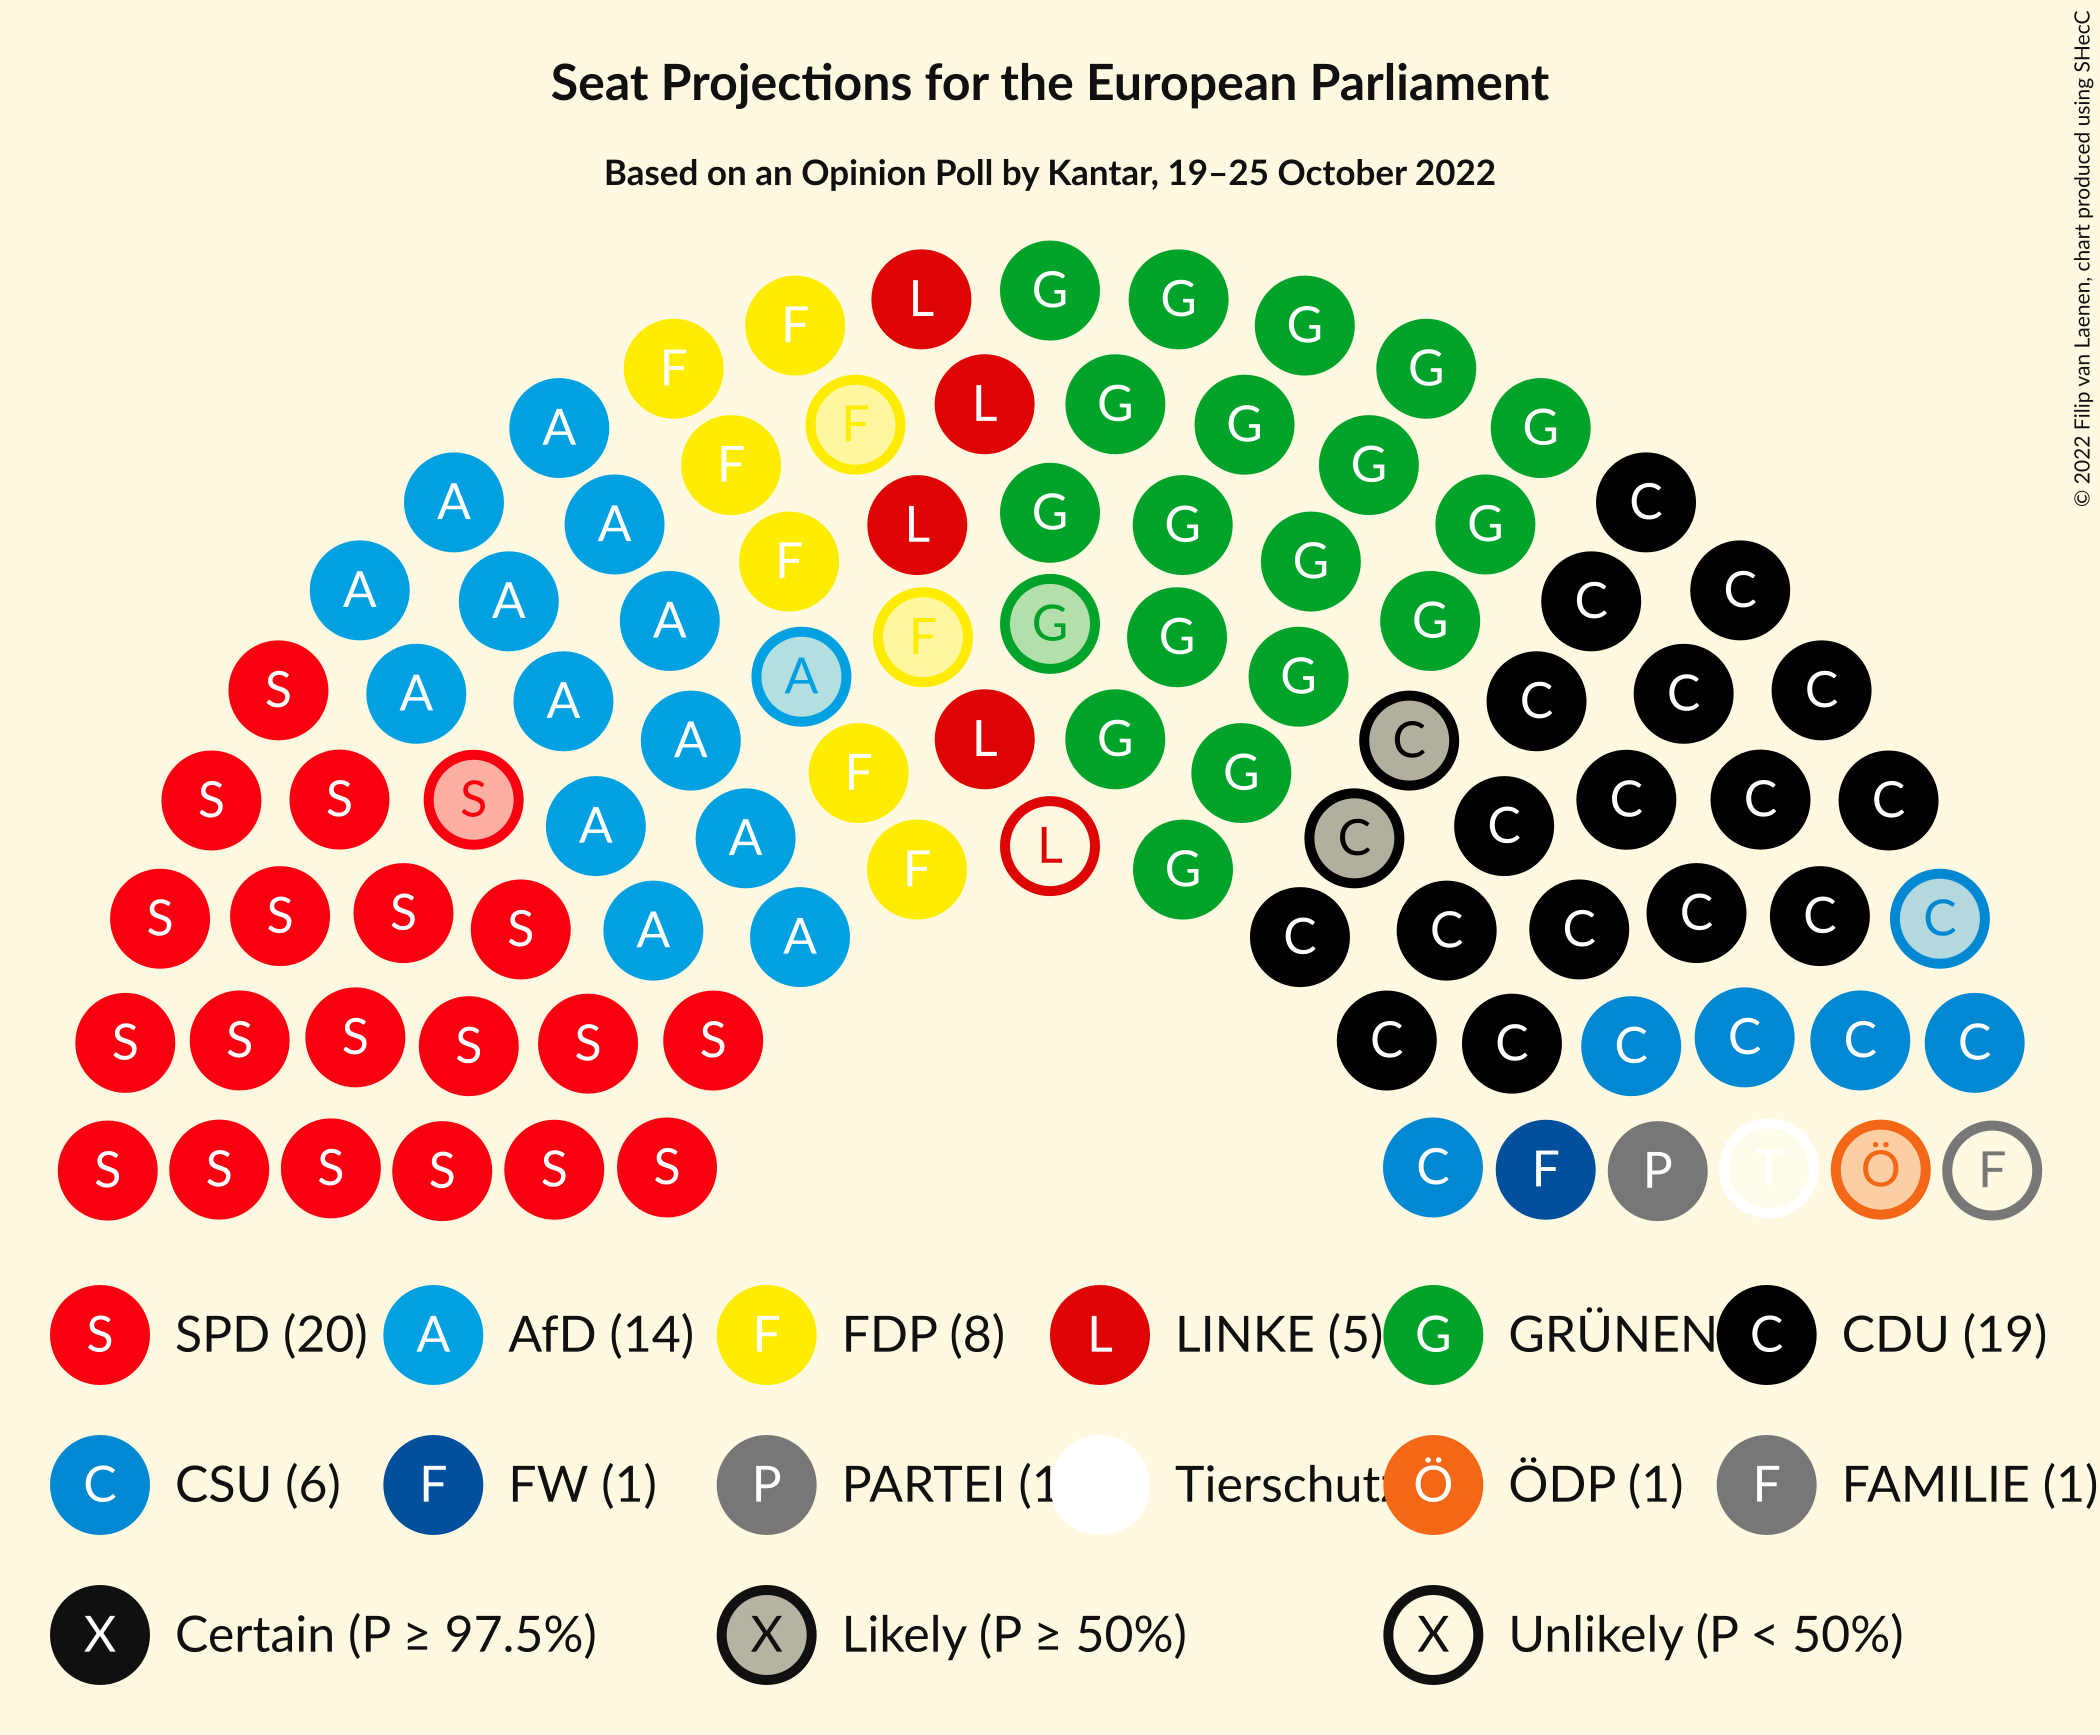 Seat Projections for the European Parliament
Based on an Opinion Poll by Kantar, 19–25 October 2022
© 2022 Filip van Laenen, chart produced using SHecC
G
L G
F G
F F G
F L G
A F G G G
F G
A L G G C
A A F G G
A C
A F G G C
A A F G G
A A G C
S A A A L G G C C C
F G
S S S A A C C C C C
F L G C
S S S S A A C C C C C C
S S S S S S C C C C C C
S S S S S S C F P T Ö F
S SPD (20) A AfD (14) F FDP (8) L LINKE (5) G GRÜNEN C CDU (19)
C CSU (6) F FW (1) P PARTEI (1 Tierschutz Ö ÖDP (1) F FAMILIE (1)
X Certain (P ≥ 97.5%) X Likely (P ≥ 50%) X Unlikely (P < 50%)